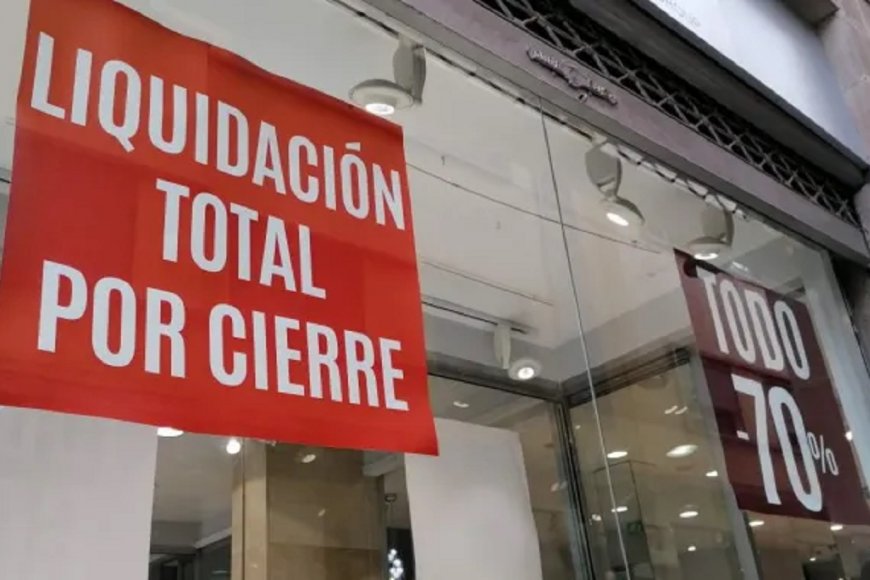 LIQUIDACIÓN
TOTAL
POR CIERRE
TODO
-70%